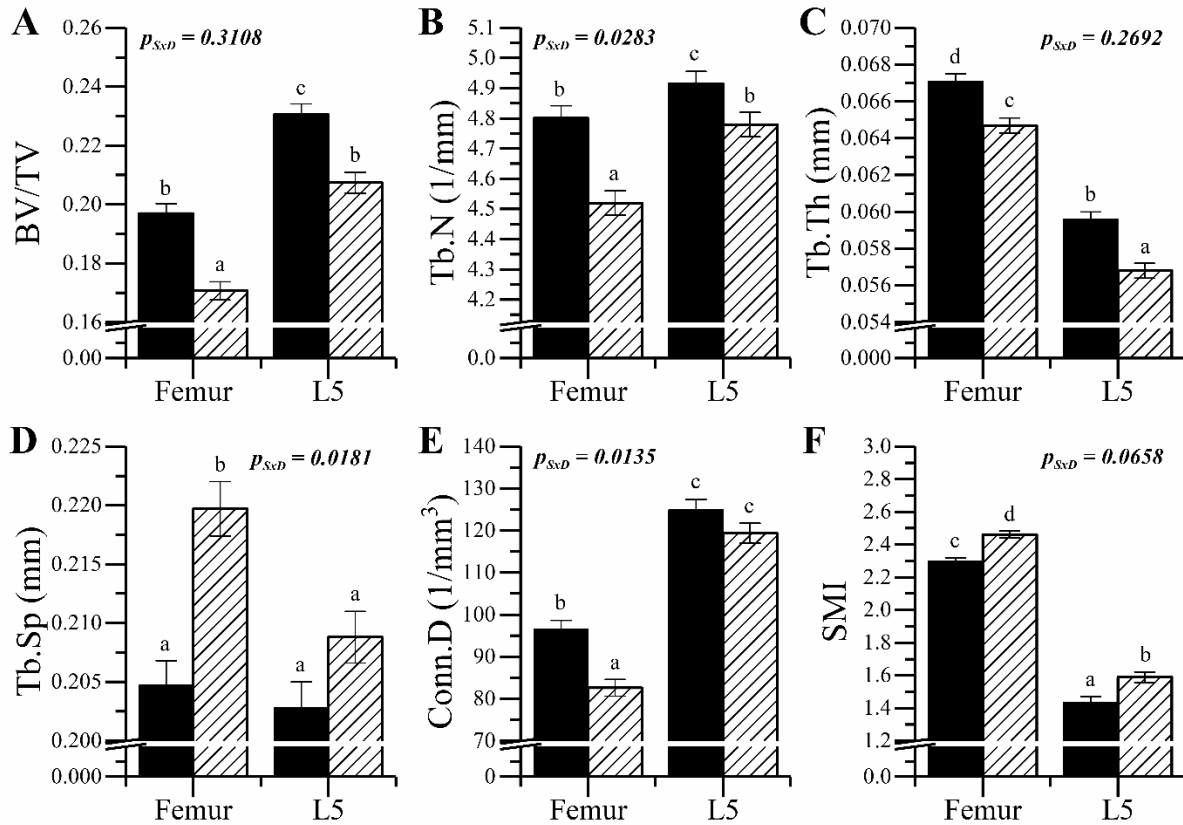 A
p_SxD = 0.3108
BV/TV
0.26
0.24
0.22
0.20
0.18
0.16
0.00
b
a
c
b
Femur
L5
B
p_SxD = 0.0283
Tb.N (1/mm)
5.1
5.0
4.9
4.8
4.7
4.6
4.5
4.4
4.3
4.2
0.0
b
a
c
b
Femur
L5
C
p_SxD = 0.2692
Tb.Th (mm)
0.070
0.068
0.066
0.064
0.062
0.060
0.058
0.056
0.054
0.000
d
c
b
a
Femur
L5
D
p_SxD = 0.0181
Tb.Sp (mm)
0.225
0.220
0.215
0.210
0.205
0.200
0.000
a
b
a
a
Femur
L5
E
p_SxD = 0.0135
Conn.D (1/mm³)
140
130
120
110
100
90
80
70
0
b
a
c
c
Femur
L5
F
p_SxD = 0.0658
SMI
3.0
2.8
2.6
2.4
2.2
2.0
1.8
1.6
1.4
1.2
0.0
c
d
a
b
Femur
L5